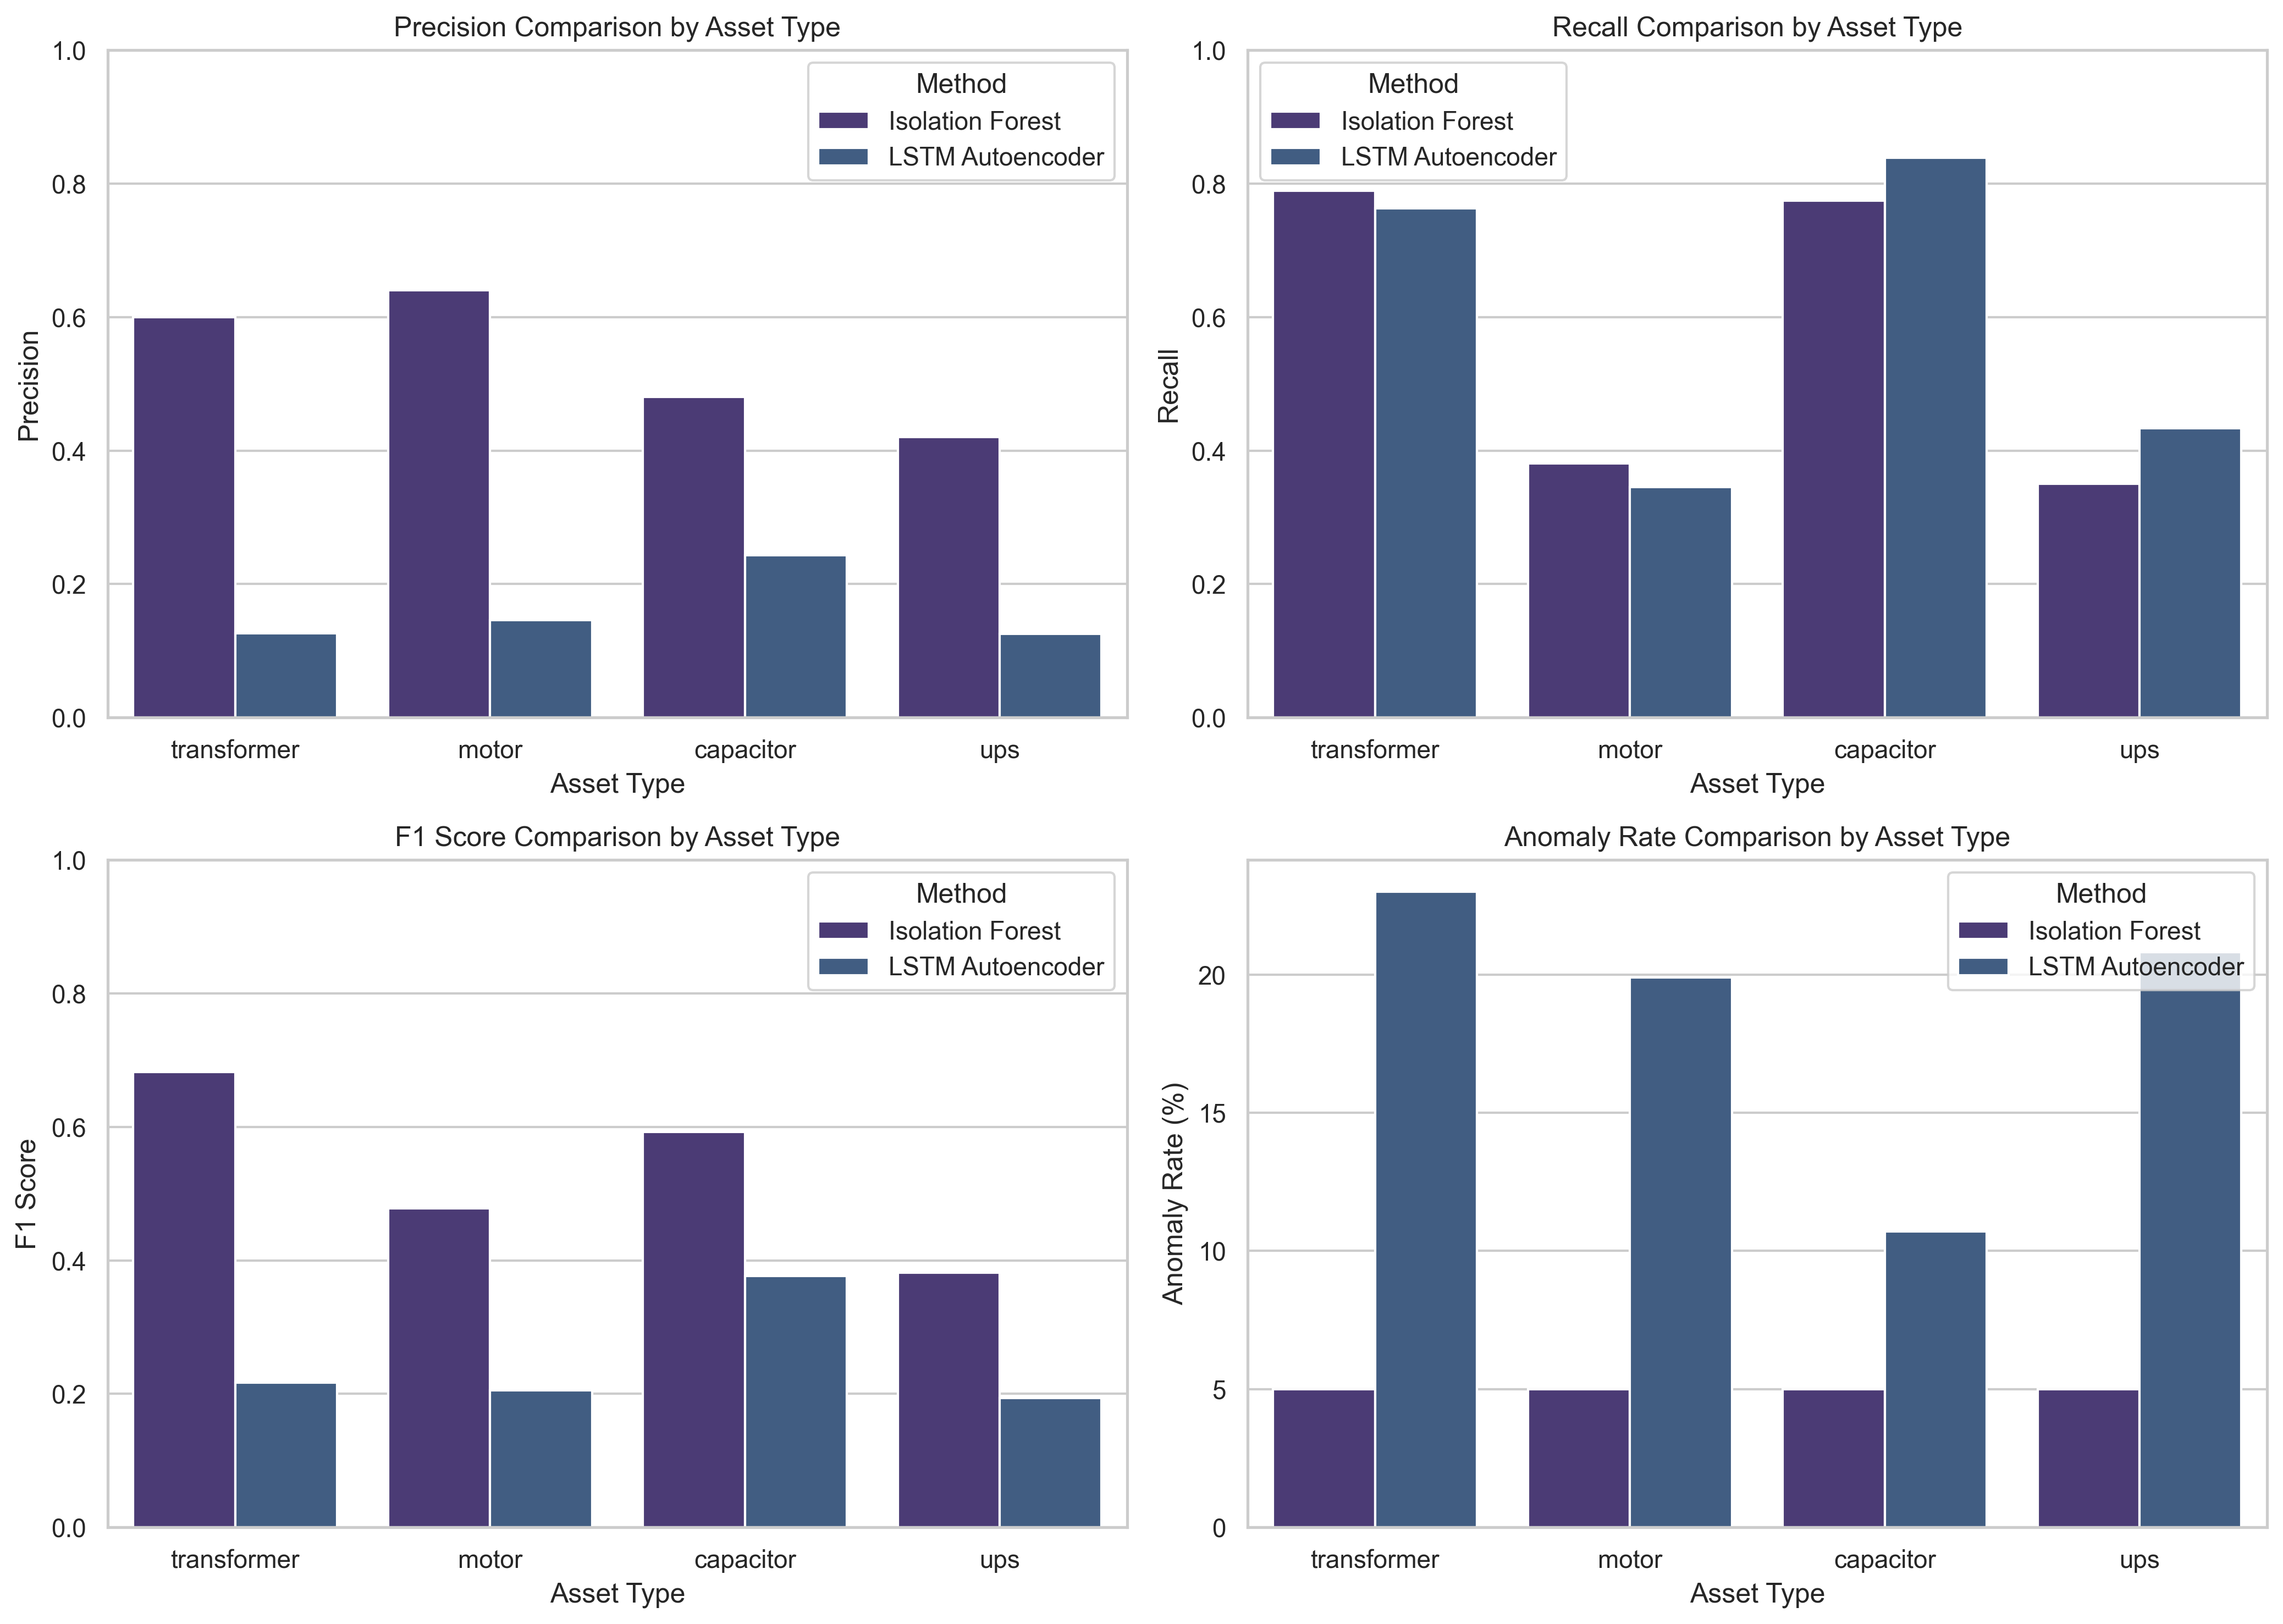 Precision Comparison by Asset Type
1.0
0.8
0.6
0.4
0.2
0.0
Precision
Method
Isolation Forest
LSTM Autoencoder
transformer motor capacitor ups
Asset Type
Recall Comparison by Asset Type
1.0
0.8
0.6
0.4
0.2
0.0
Recall
Method
Isolation Forest
LSTM Autoencoder
transformer motor capacitor ups
Asset Type
F1 Score Comparison by Asset Type
1.0
0.8
0.6
0.4
0.2
0.0
F1 Score
Method
Isolation Forest
LSTM Autoencoder
transformer motor capacitor ups
Asset Type
Anomaly Rate Comparison by Asset Type
20
15
10
5
0
Anomaly Rate (%)
Method
Isolation Forest
LSTM Autoencoder
transformer motor capacitor ups
Asset Type